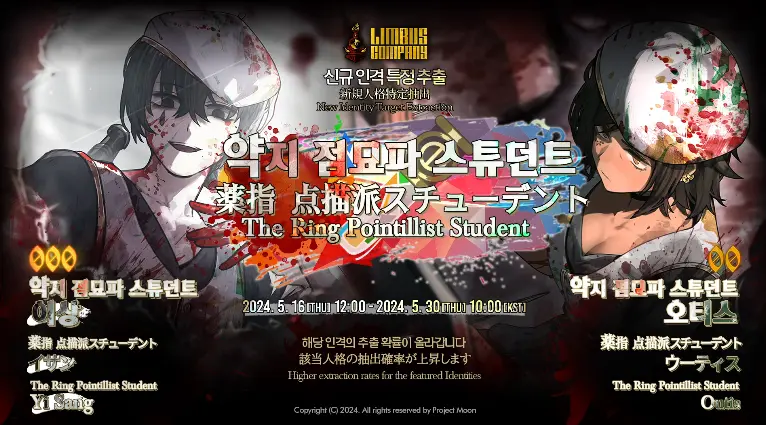 LIMBUS
COMPANY
신규 인격 특정 추출
新規人格特定抽出
New Identity Target Extraction
약지 점묘파 스튜던트
薬指 点描派スチューデント
The Ring Pointillist Student
2024. 5. 16[THU] 12:00 - 2024. 5. 30[THU] 10:00[KST]
해당 인격의 추출 확률이 올라갑니다
該当人格の抽出確率が上昇します
Higher extraction rates for the featured Identities
000
약지 점묘파 스튜던트
이상
薬指 点描派スチューデント
イサン
The Ring Pointillist Student
Yi Sang
00
약지 점묘파 스튜던트
오티스
薬指 点描派スチューデント
ウーティス
The Ring Pointillist Student
Outis
Copyright (C) 2024. All rights reserved by Project Moon